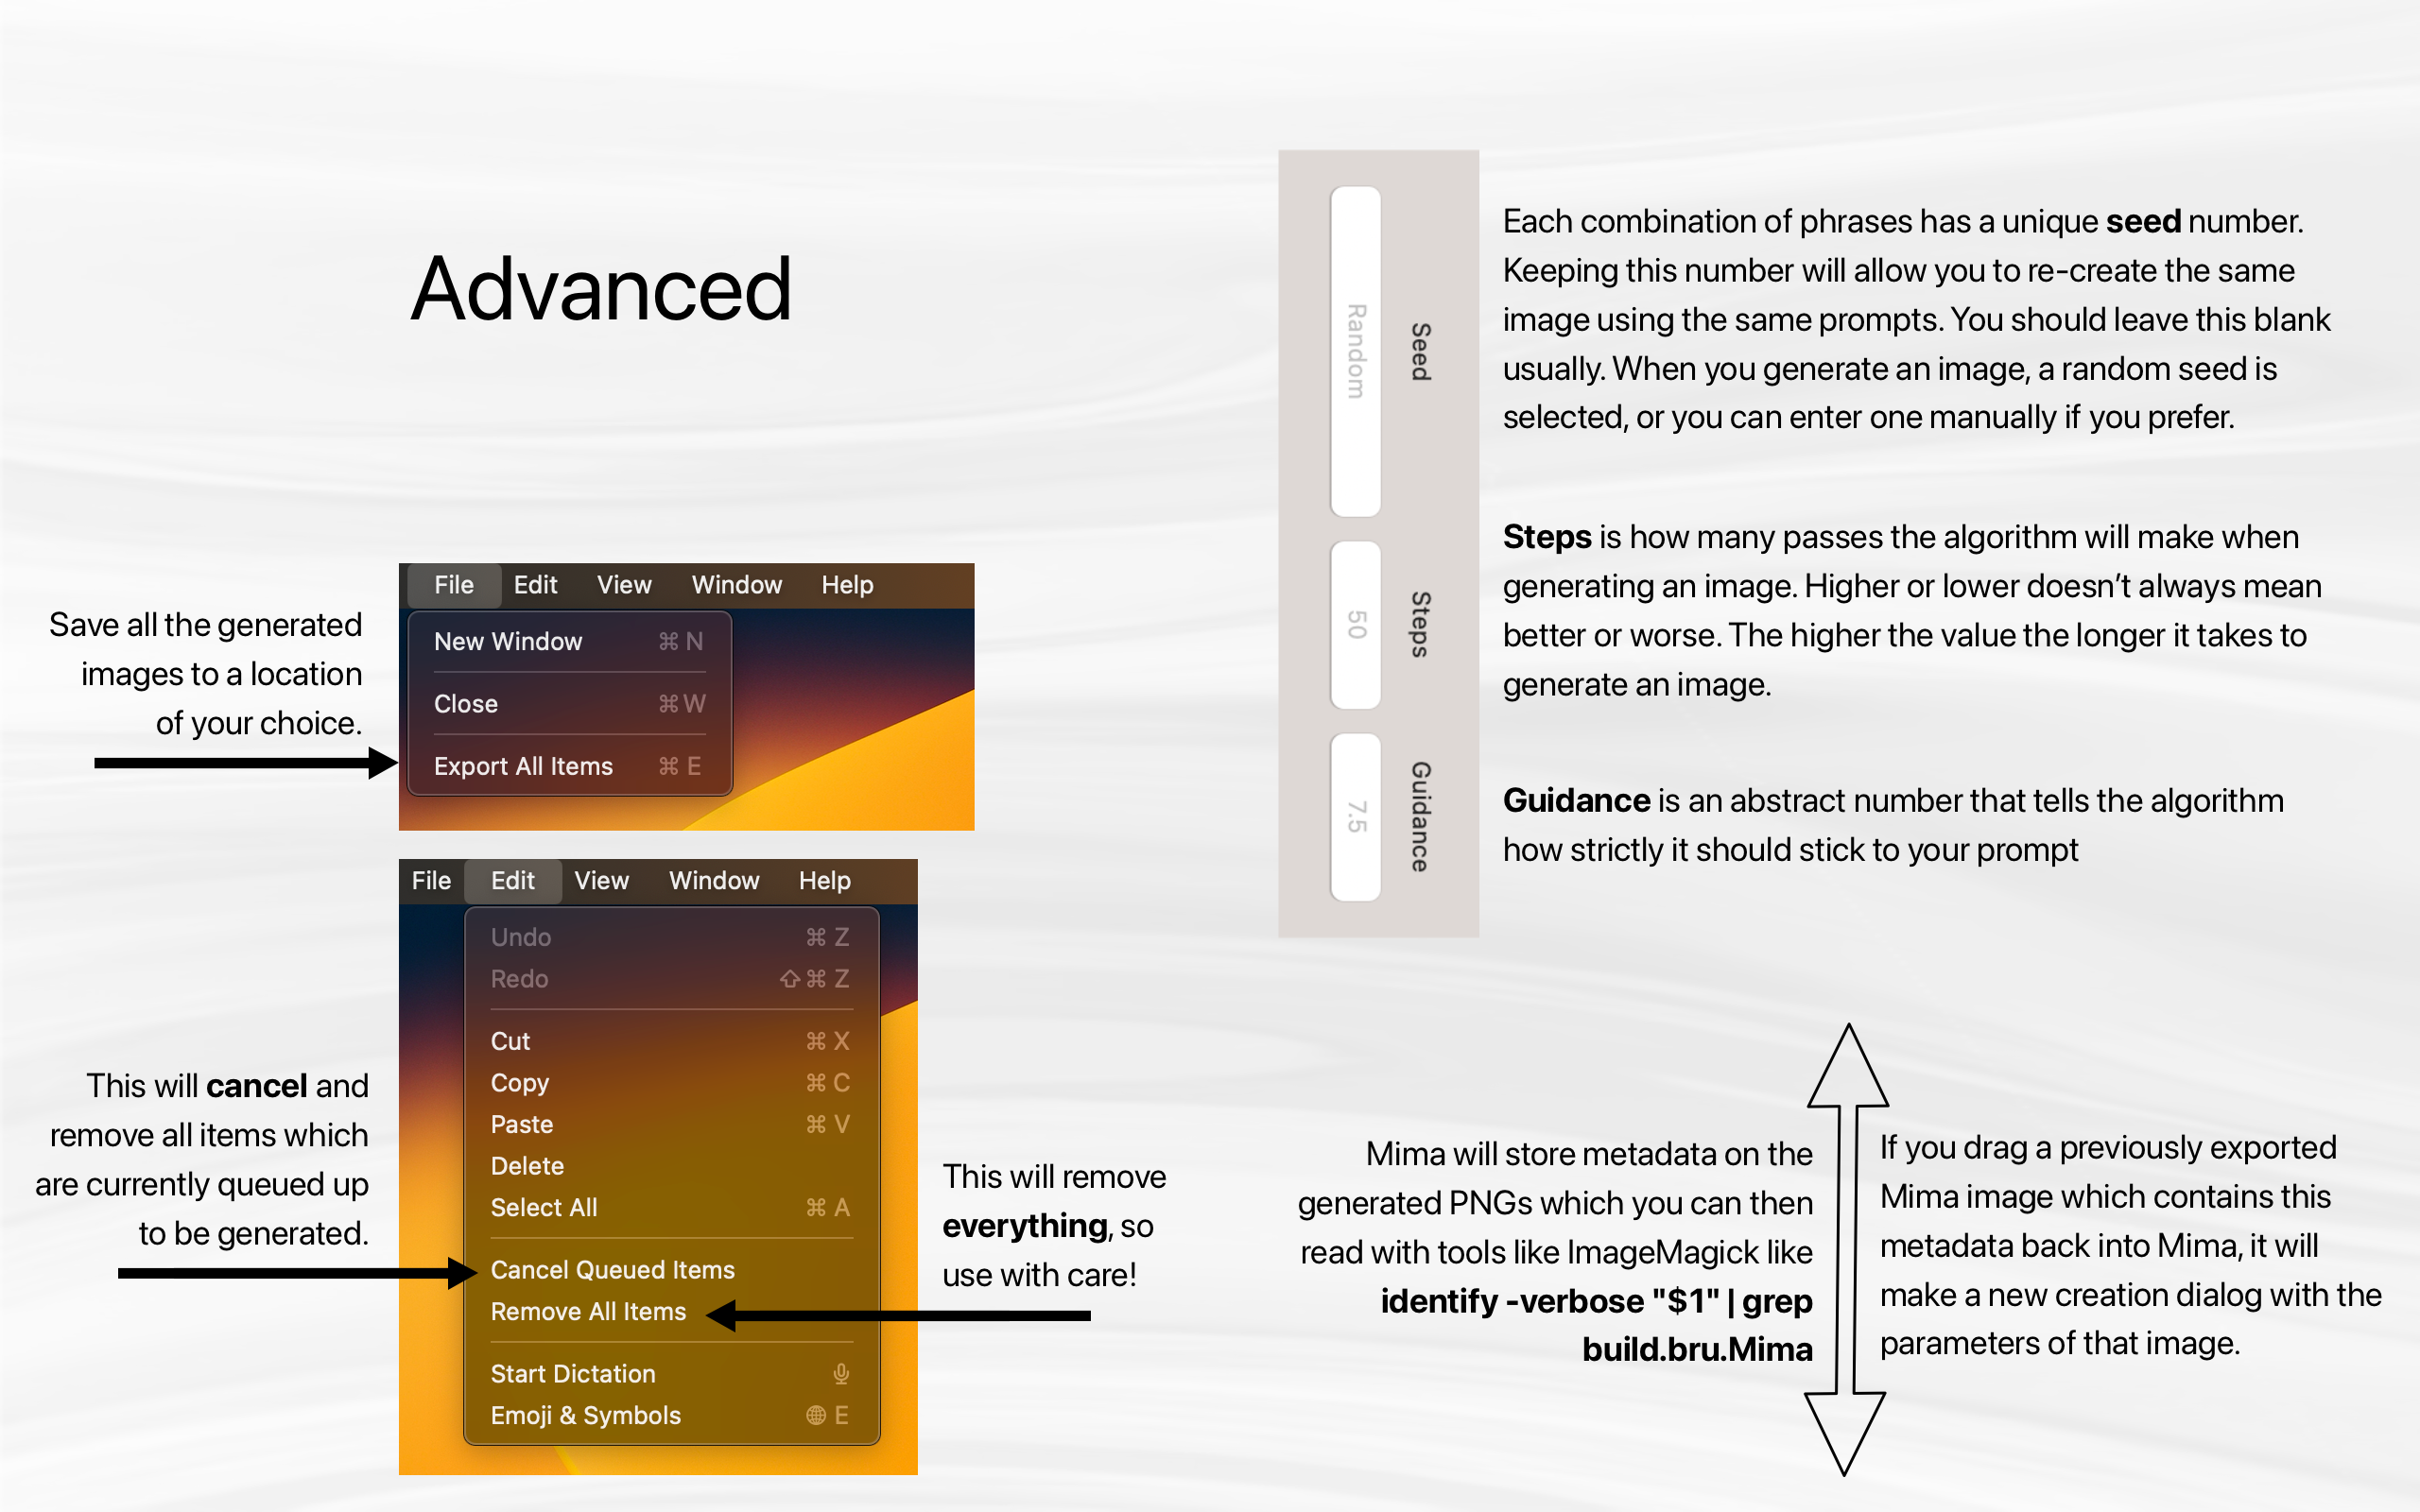 Advanced
Save all the generated
images to a location
of your choice.
File Edit View Window Help
New Window ⌘ N
Close ⌘ W
Export All Items ⌘ E
This will cancel and
remove all items which
are currently queued up
to be generated.
File Edit View Window Help
Undo ⌘ Z
Redo ⇧ ⌘ Z
Cut ⌘ X
Copy ⌘ C
Paste ⌘ V
Delete
Select All ⌘ A
Cancel Queued Items
Remove All Items
Start Dictation
Emoji & Symbols E
This will remove
everything, so
use with care!
Seed
Random
Steps
50
Guidance
7.5
Each combination of phrases has a unique seed number.
Keeping this number will allow you to re-create the same
image using the same prompts. You should leave this blank
usually. When you generate an image, a random seed is
selected, or you can enter one manually if you prefer.
Steps is how many passes the algorithm will make when
generating an image. Higher or lower doesn’t always mean
better or worse. The higher the value the longer it takes to
generate an image.
Guidance is an abstract number that tells the algorithm
how strictly it should stick to your prompt
Mima will store metadata on the
generated PNGs which you can then
read with tools like ImageMagick like
identify -verbose "$1" | grep
build.bru.Mima
If you drag a previously exported
Mima image which contains this
metadata back into Mima, it will
make a new creation dialog with the
parameters of that image.